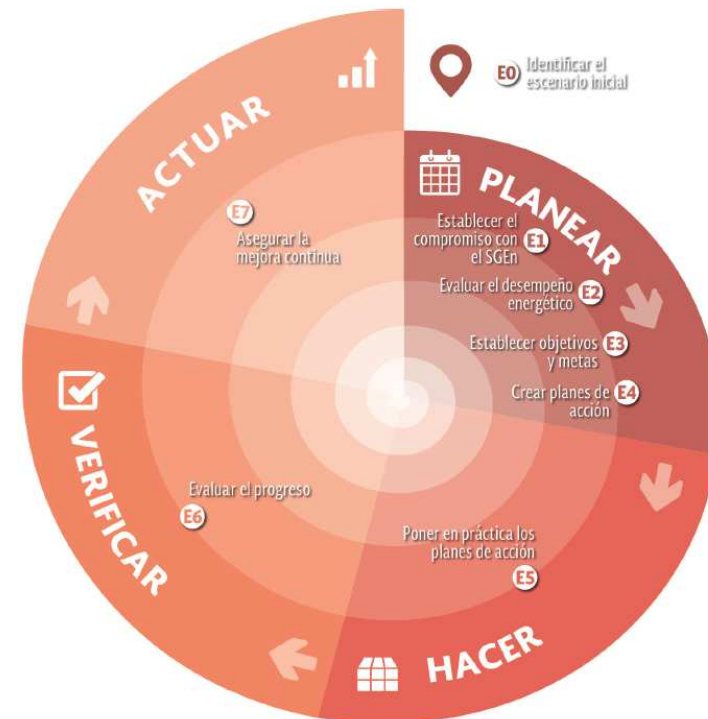 E0 Identificar el
escenario inicial
PLANEAR
Establecer el
compromiso con
el SGEn
E1
Evaluar el desempeño
energético
E2
Establecer objetivos
y metas
E3
Crear planes de
acción
E4
HACER
Poner en práctica los
planes de acción
E5
VERIFICAR
Evaluar el progreso
E6
ACTUAR
E7
Asegurar la
mejora continua